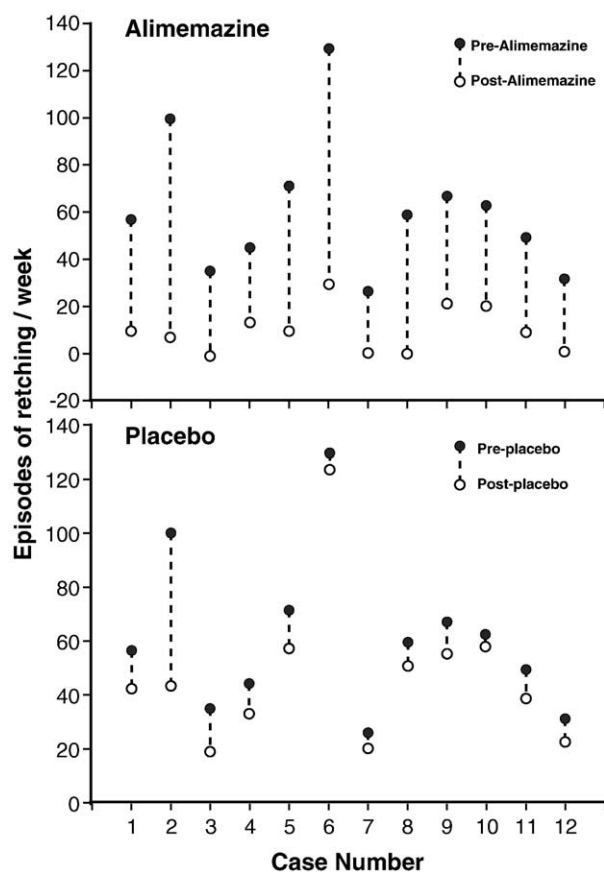 Alimemazine
Pre-Alimemazine
Post-Alimemazine
140
120
100
80
60
40
20
0
-20
Episodes of retching / week
Placebo
Pre-placebo
Post-placebo
140
120
100
80
60
40
20
0
1 2 3 4 5 6 7 8 9 10 11 12
Case Number